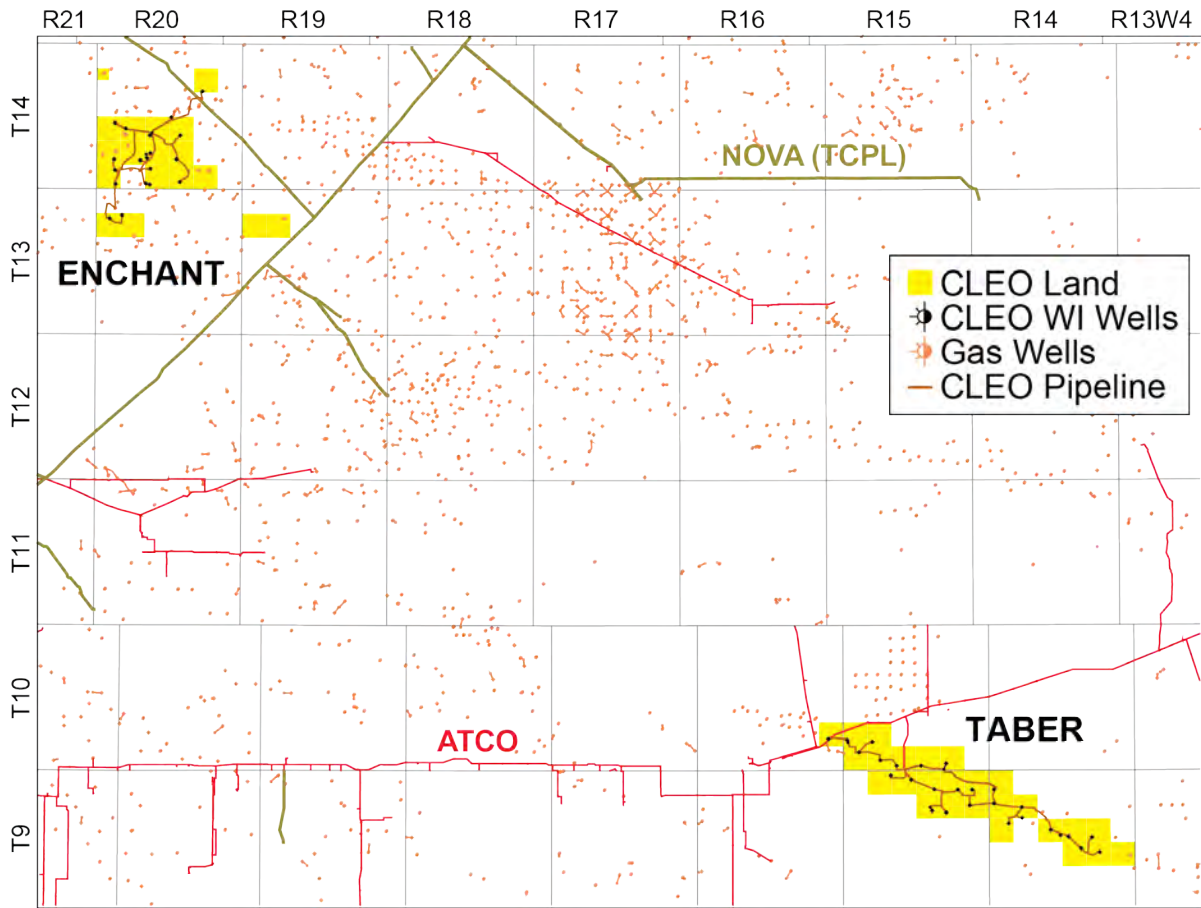 R21 R20 R19 R18 R17 R16 R15 R14 R13W4
T14
NOVA (TCPL)
T13
ENCHANT
CLEO Land
CLEO WI Wells
Gas Wells
CLEO Pipeline
T12
T11
T10
TABER
ATCO
T9